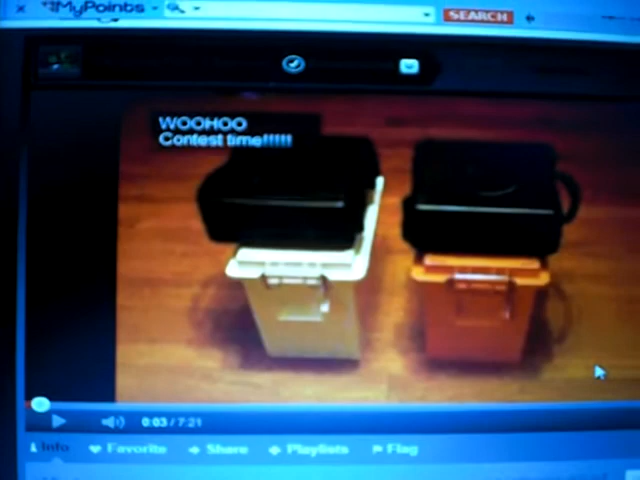 MyPoints
SEARCH
WOOHOO
Contest time!!!!!
0:03 / 7:21
Info Favorite Share Playlists Flag